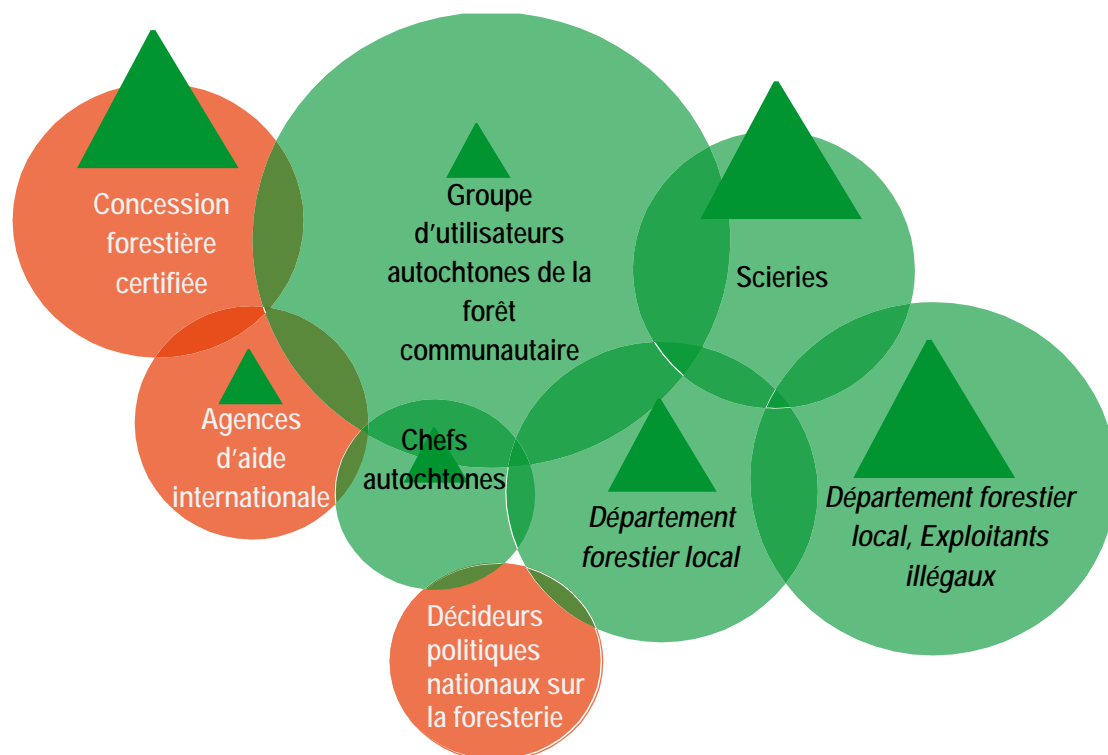 Concession
forestière
certifiée
Groupe
d’utilisateurs
autochtones de la
forêt
communautaire
Scieries
Agences
d’aide
internationale
Chefs
autochtones
Département
forestier local
Département forestier
local, Exploitants
illégaux
Décideurs
politiques
nationaux sur
la foresterie